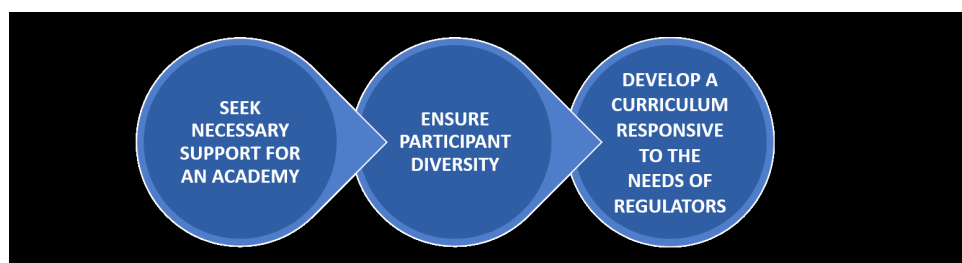 SEEK
NECESSARY
SUPPORT FOR
AN ACADEMY
ENSURE
PARTICIPANT
DIVERSITY
DEVELOP A
CURRICULUM
RESPONSIVE
TO THE
NEEDS OF
REGULATORS